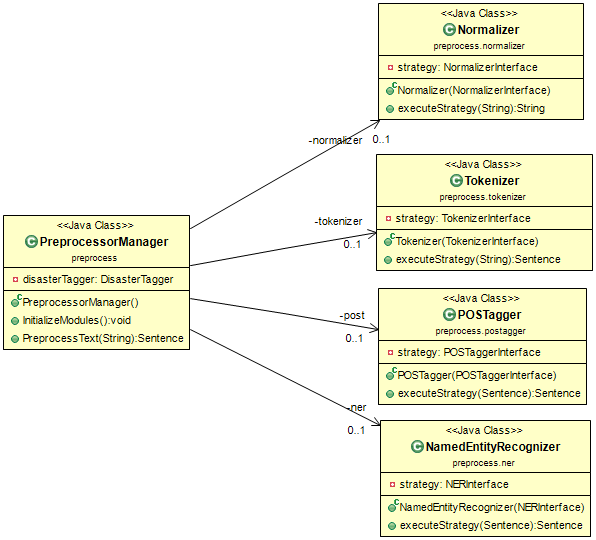 <<Java Class>>
Normalizer
preprocess.normalizer
strategy: NormalizerInterface
Normalizer(NormalizerInterface)
executeStrategy(String):String
-normalizer
0..1
<<Java Class>>
Tokenizer
preprocess.tokenizer
strategy: TokenizerInterface
Tokenizer(TokenizerInterface)
executeStrategy(String):Sentence
-tokenizer
0..1
<<Java Class>>
PreprocessorManager
preprocess
disasterTagger: DisasterTagger
PreprocessorManager()
InitializeModules():void
PreprocessText(String):Sentence
<<Java Class>>
POSTagger
preprocess.postagger
strategy: POSTaggerInterface
POSTagger(POSTaggerInterface)
executeStrategy(Sentence):Sentence
-post
0..1
<<Java Class>>
NamedEntityRecognizer
preprocess.ner
strategy: NERInterface
NamedEntityRecognizer(NERInterface)
executeStrategy(Sentence):Sentence
-ner
0..1